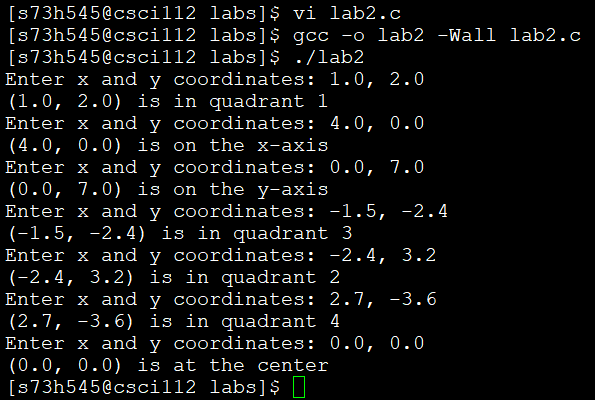 [s73h545@csci112 labs]$ vi lab2.c
[s73h545@csci112 labs]$ gcc -o lab2 -Wall lab2.c
[s73h545@csci112 labs]$ ./lab2
Enter x and y coordinates: 1.0, 2.0
(1.0, 2.0) is in quadrant 1
Enter x and y coordinates: 4.0, 0.0
(4.0, 0.0) is on the x-axis
Enter x and y coordinates: 0.0, 7.0
(0.0, 7.0) is on the y-axis
Enter x and y coordinates: -1.5, -2.4
(-1.5, -2.4) is in quadrant 3
Enter x and y coordinates: -2.4, 3.2
(-2.4, 3.2) is in quadrant 2
Enter x and y coordinates: 2.7, -3.6
(2.7, -3.6) is in quadrant 4
Enter x and y coordinates: 0.0, 0.0
(0.0, 0.0) is at the center
[s73h545@csci112 labs]$